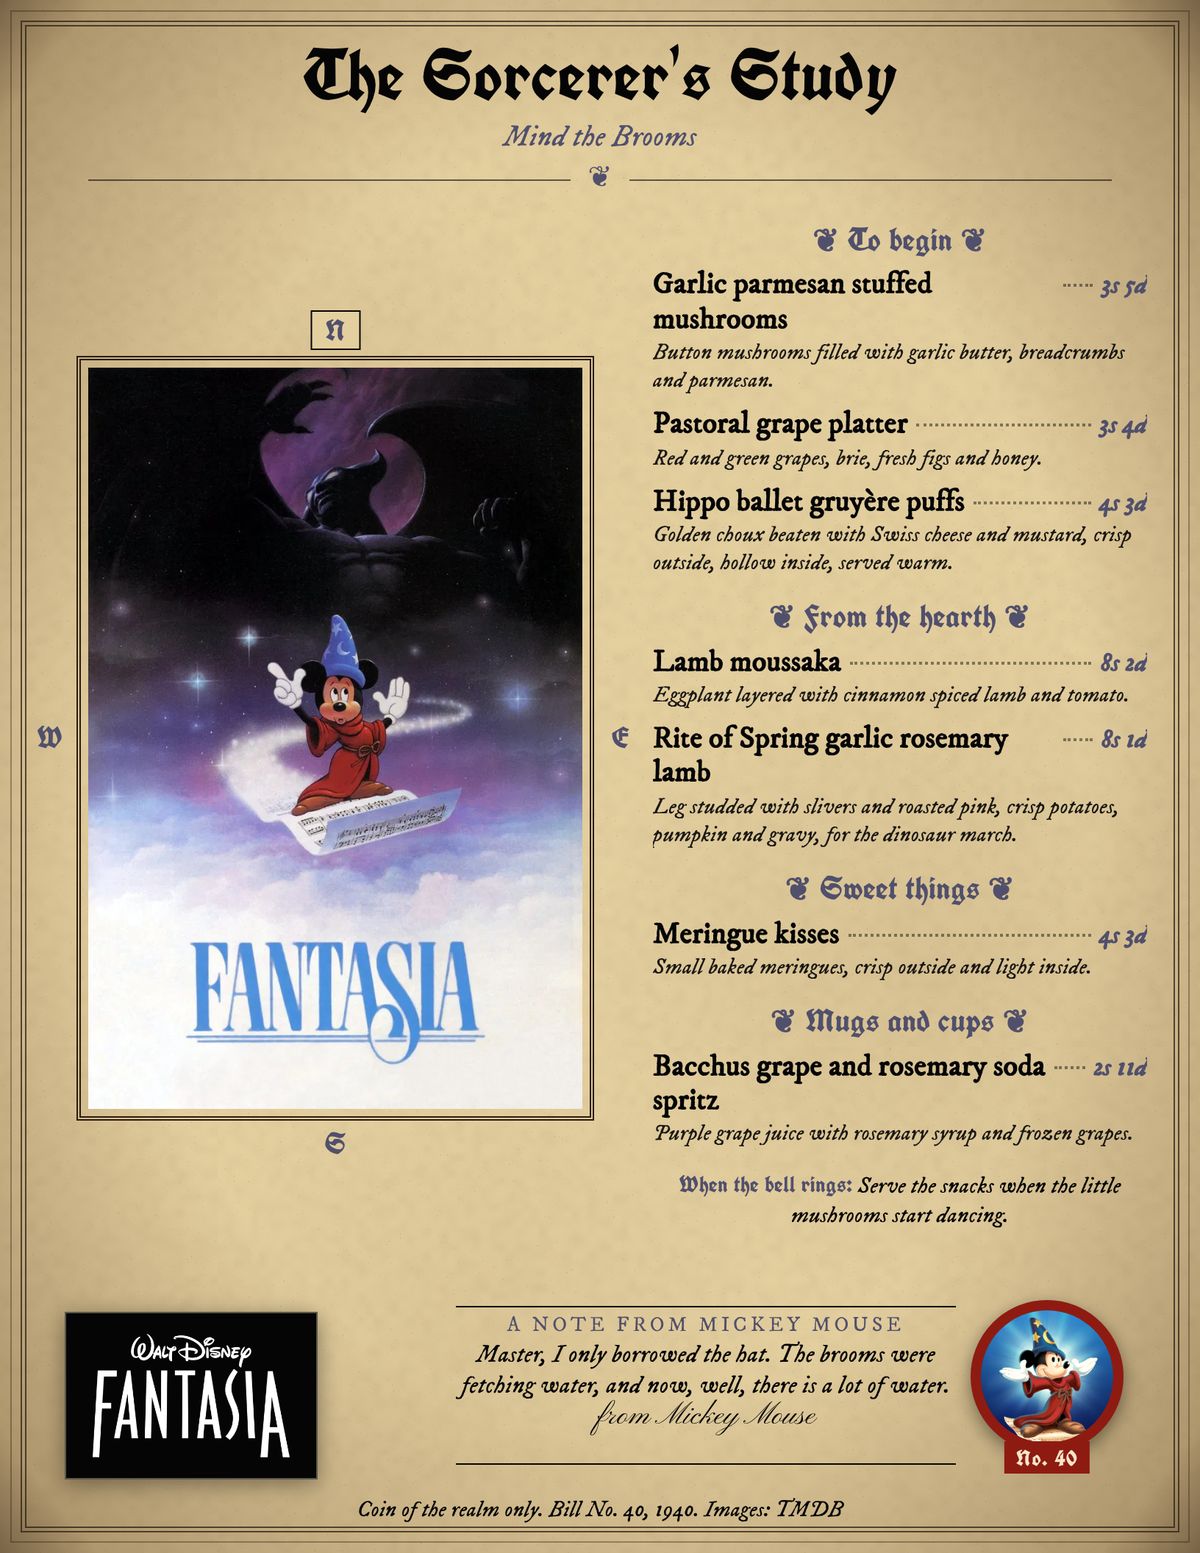 The Sorcerer's Study
Mind the Brooms
N
W
E
S
FANTASIA
To begin
Garlic parmesan stuffed 3s 5d
mushrooms
Button mushrooms filled with garlic butter, breadcrumbs
and parmesan.
Pastoral grape platter 3s 4d
Red and green grapes, brie, fresh figs and honey.
Hippo ballet gruyère puffs 4s 3d
Golden choux beaten with Swiss cheese and mustard, crisp
outside, hollow inside, served warm.
From the hearth
Lamb moussaka 8s 2d
Eggplant layered with cinnamon spiced lamb and tomato.
Rite of Spring garlic rosemary 8s 1d
lamb
Leg studded with slivers and roasted pink, crisp potatoes,
pumpkin and gravy, for the dinosaur march.
Sweet things
Meringue kisses 4s 3d
Small baked meringues, crisp outside and light inside.
Mugs and cups
Bacchus grape and rosemary soda 2s 11d
spritz
Purple grape juice with rosemary syrup and frozen grapes.
When the bell rings: Serve the snacks when the little
mushrooms start dancing.
WALT DISNEY
FANTASIA
A NOTE FROM MICKEY MOUSE
Master, I only borrowed the hat. The brooms were
fetching water, and now, well, there is a lot of water.
from Mickey Mouse
No. 40
Coin of the realm only. Bill No. 40, 1940. Images: TMDB